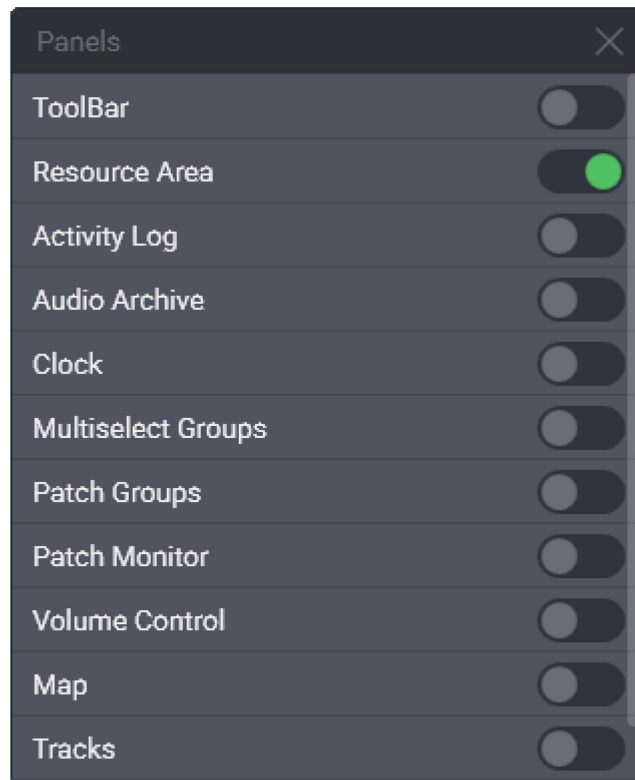 Panels
ToolBar
Resource Area
Activity Log
Audio Archive
Clock
Multiselect Groups
Patch Groups
Patch Monitor
Volume Control
Map
Tracks